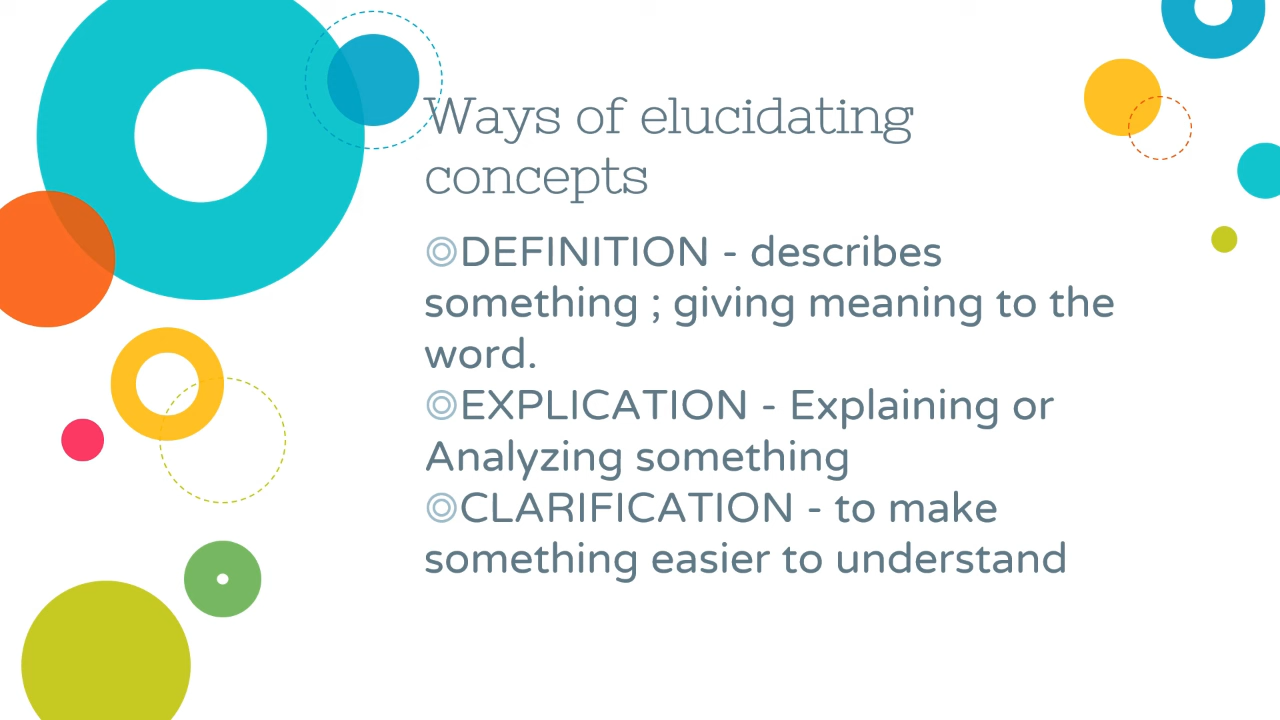 Ways of elucidating
concepts
◎DEFINITION - describes
something ; giving meaning to the
word.
◎EXPLICATION - Explaining or
Analyzing something
◎CLARIFICATION - to make
something easier to understand